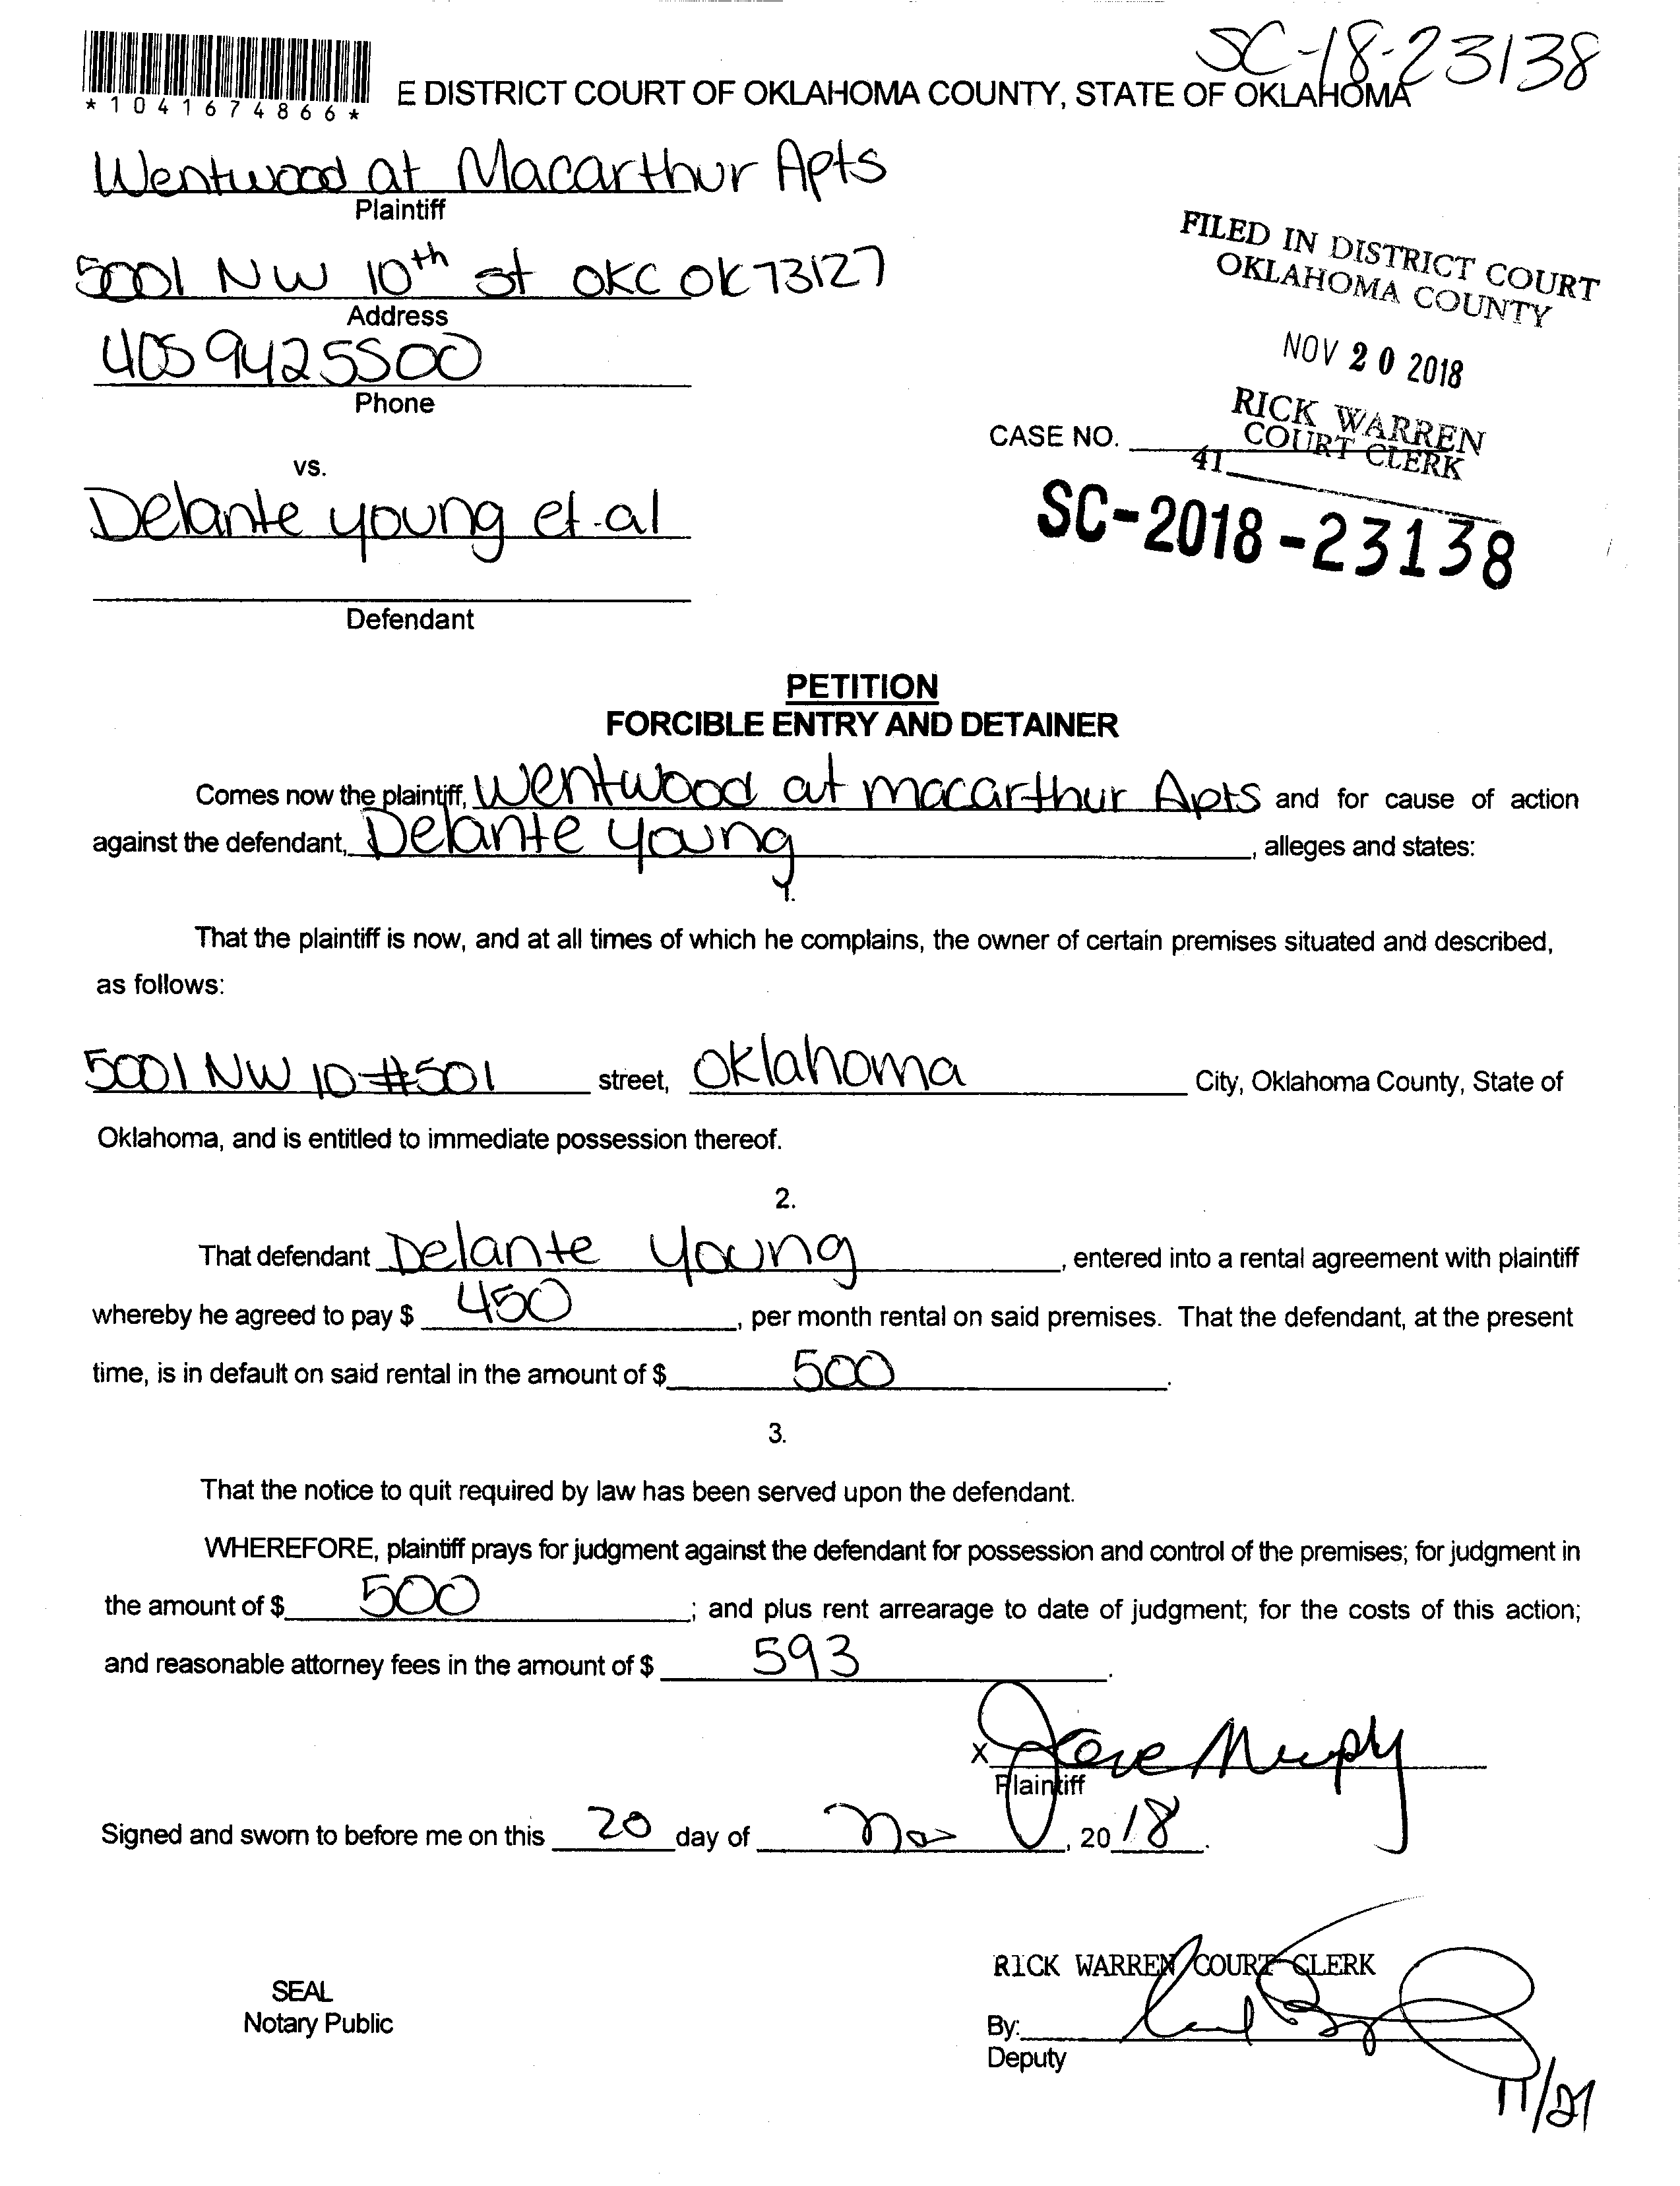 SC-18-23138
*1041674866*
E DISTRICT COURT OF OKLAHOMA COUNTY, STATE OF OKLAHOMA
Wentwood at Macarthur Apts
Plaintiff
5001 NW 10th st OKC OK 73127
Address
405 942 5500
Phone
FILED IN DISTRICT COURT
OKLAHOMA COUNTY
NOV 20 2018
RICK WARREN
COURT CLERK
41
CASE NO.
SC-2018-23138
vs.
Delante young et-al
Defendant
PETITION
FORCIBLE ENTRY AND DETAINER
Comes now the plaintiff, Wentwood at macarthur Apts and for cause of action
against the defendant, Delante young, alleges and states:
1.
That the plaintiff is now, and at all times of which he complains, the owner of certain premises situated and described,
as follows:
5001 NW 10 #501 street, Oklahoma City, Oklahoma County, State of
Oklahoma, and is entitled to immediate possession thereof.
2.
That defendant Delante Young, entered into a rental agreement with plaintiff
whereby he agreed to pay $ 450, per month rental on said premises. That the defendant, at the present
time, is in default on said rental in the amount of $ 500.
3.
That the notice to quit required by law has been served upon the defendant.
WHEREFORE, plaintiff prays for judgment against the defendant for possession and control of the premises; for judgment in
the amount of $ 500; and plus rent arrearage to date of judgment; for the costs of this action;
and reasonable attorney fees in the amount of $ 593.
x Murphy
Plaintiff
Signed and sworn to before me on this 20 day of Nov, 2018.
RICK WARREN COURT CLERK
SEAL
Notary Public
By:
Deputy